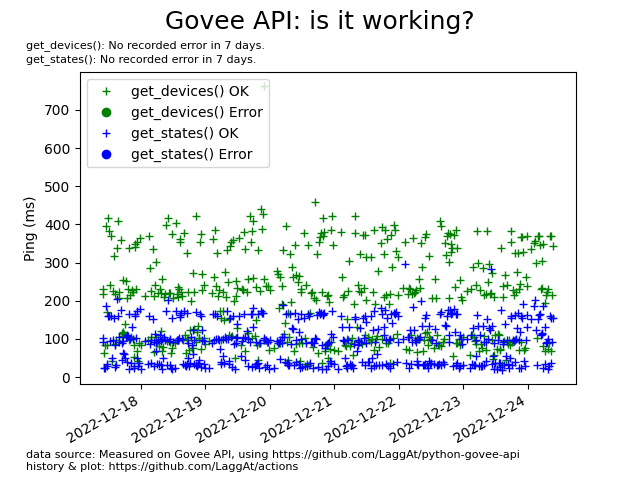 Govee API: is it working?
get_devices(): No recorded error in 7 days.
get_states(): No recorded error in 7 days.
get_devices() OK
get_devices() Error
get_states() OK
get_states() Error
Ping (ms)
700
600
500
400
300
200
100
0
2022-12-18
2022-12-19
2022-12-20
2022-12-21
2022-12-22
2022-12-23
2022-12-24
data source: Measured on Govee API, using https://github.com/LaggAt/python-govee-api
history & plot: https://github.com/LaggAt/actions